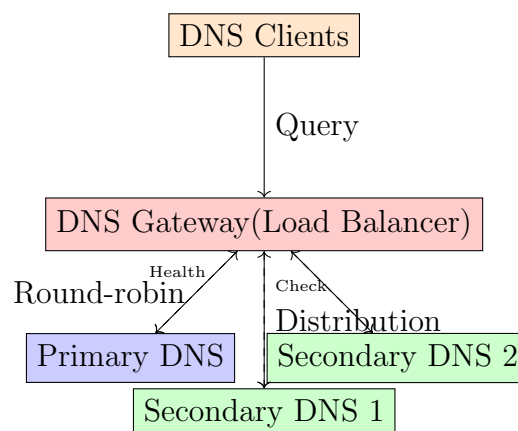 DNS Clients
Query
DNS Gateway(Load Balancer)
Health
Check
Round-robin
Distribution
Primary DNS
Secondary DNS 2
Secondary DNS 1